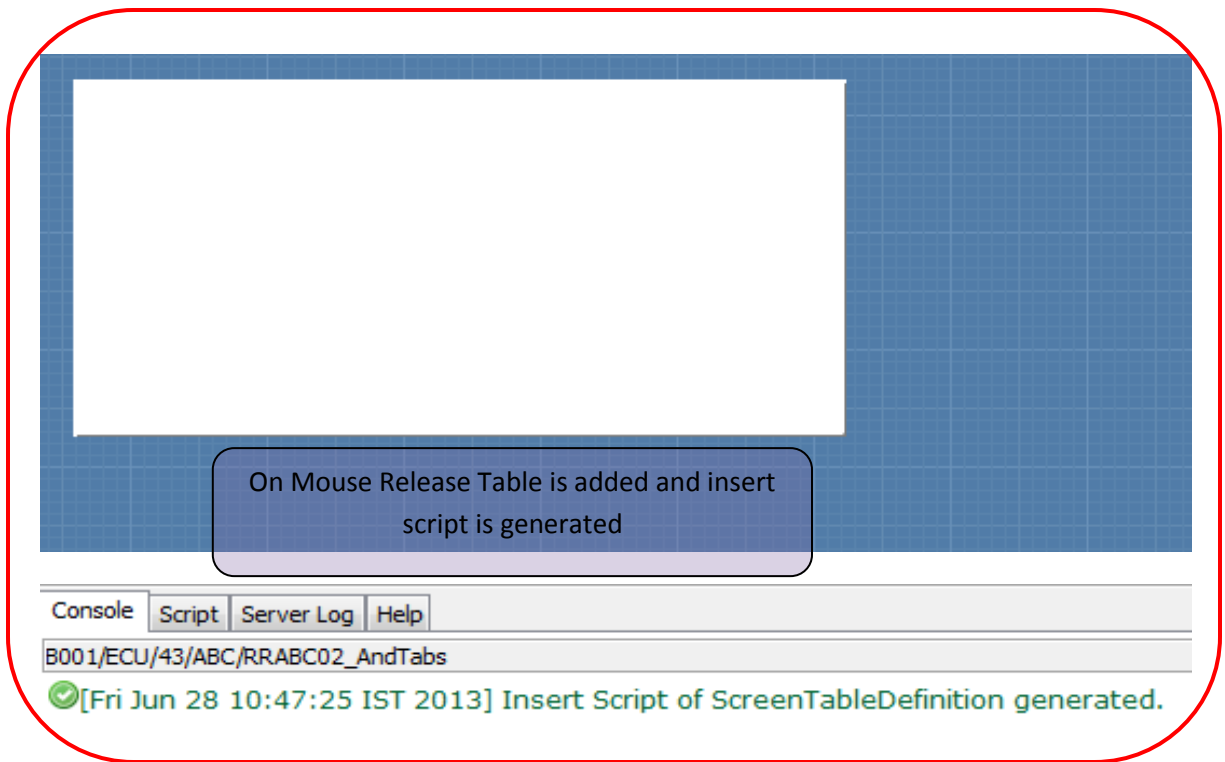 On Mouse Release Table is added and insert
script is generated
Console Script Server Log Help
B001/ECU/43/ABC/RRABC02_AndTabs
[Fri Jun 28 10:47:25 IST 2013] Insert Script of ScreenTableDefinition generated.